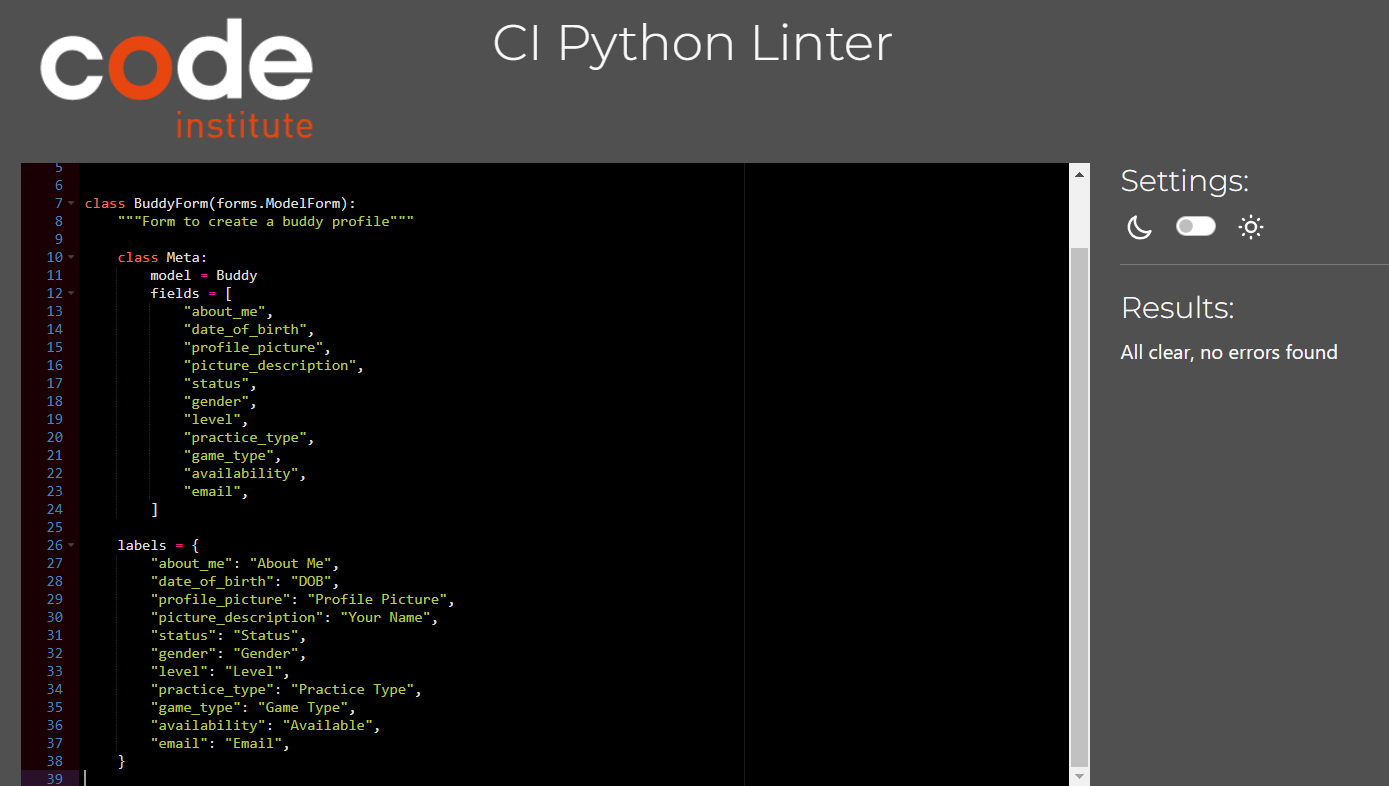 code
institute
CI Python Linter
5
6
7 class BuddyForm(forms.ModelForm):
8     """Form to create a buddy profile"""
9
10     class Meta:
11         model = Buddy
12         fields = [
13             "about_me",
14             "date_of_birth",
15             "profile_picture",
16             "picture_description",
17             "status",
18             "gender",
19             "level",
20             "practice_type",
21             "game_type",
22             "availability",
23             "email",
24         ]
25
26     labels = {
27         "about_me": "About Me",
28         "date_of_birth": "DOB",
29         "profile_picture": "Profile Picture",
30         "picture_description": "Your Name",
31         "status": "Status",
32         "gender": "Gender",
33         "level": "Level",
34         "practice_type": "Practice Type",
35         "game_type": "Game Type",
36         "availability": "Available",
37         "email": "Email",
38     }
39
Settings:
Results:
All clear, no errors found